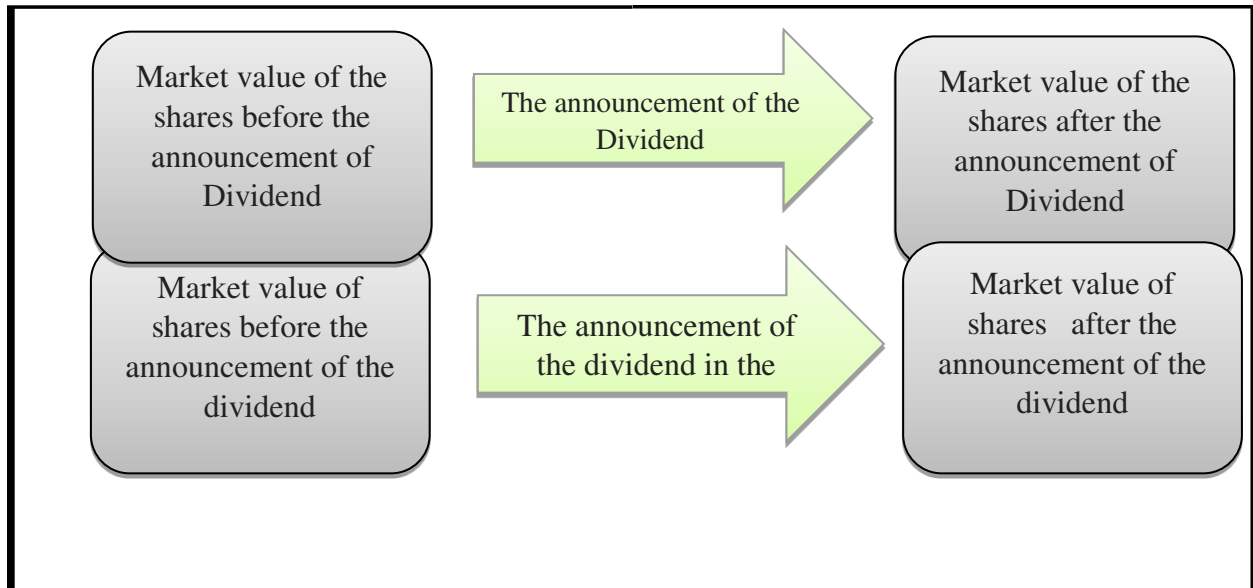 Market value of the
shares before the
announcement of
Dividend
The announcement of the
Dividend
Market value of the
shares after the
announcement of
Dividend
Market value of
shares before the
announcement of the
dividend
The announcement of
the dividend in the
Market value of
shares after the
announcement of the
dividend